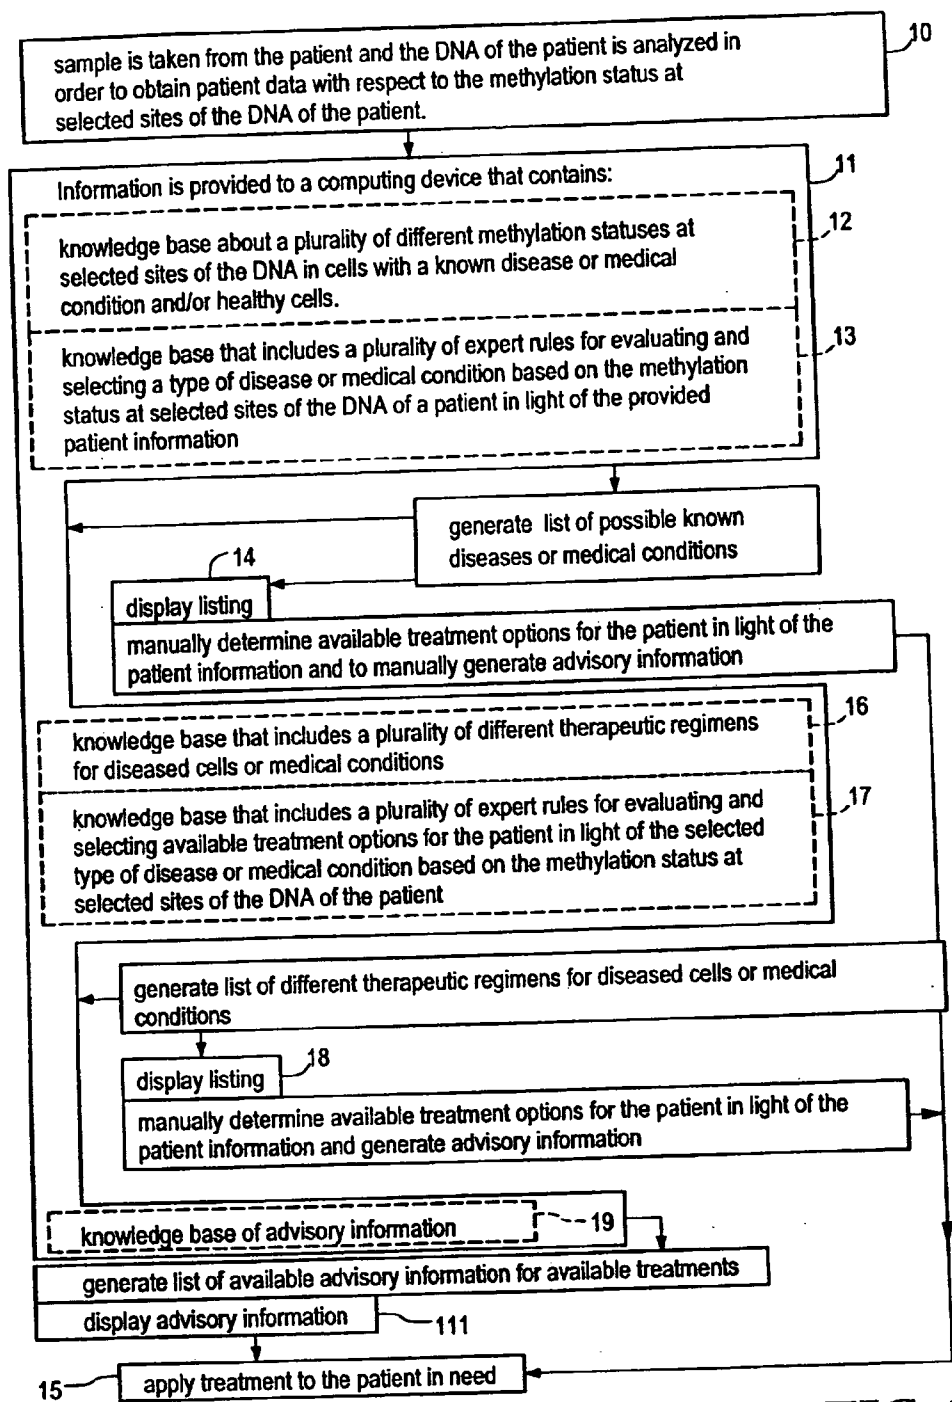 sample is taken from the patient and the DNA of the patient is analyzed in
order to obtain patient data with respect to the methylation status at
selected sites of the DNA of the patient.
10
Information is provided to a computing device that contains:
11
knowledge base about a plurality of different methylation statuses at
selected sites of the DNA in cells with a known disease or medical
condition and/or healthy cells.
12
knowledge base that includes a plurality of expert rules for evaluating and
selecting a type of disease or medical condition based on the methylation
status at selected sites of the DNA of a patient in light of the provided
patient information
13
generate list of possible known
diseases or medical conditions
14
display listing
manually determine available treatment options for the patient in light of the
patient information and to manually generate advisory information
knowledge base that includes a plurality of different therapeutic regimens
for diseased cells or medical conditions
16
knowledge base that includes a plurality of expert rules for evaluating and
selecting available treatment options for the patient in light of the selected
type of disease or medical condition based on the methylation status at
selected sites of the DNA of the patient
17
generate list of different therapeutic regimens for diseased cells or medical
conditions
display listing
18
manually determine available treatment options for the patient in light of the
patient information and generate advisory information
knowledge base of advisory information
19
generate list of available advisory information for available treatments
display advisory information
111
15
apply treatment to the patient in need